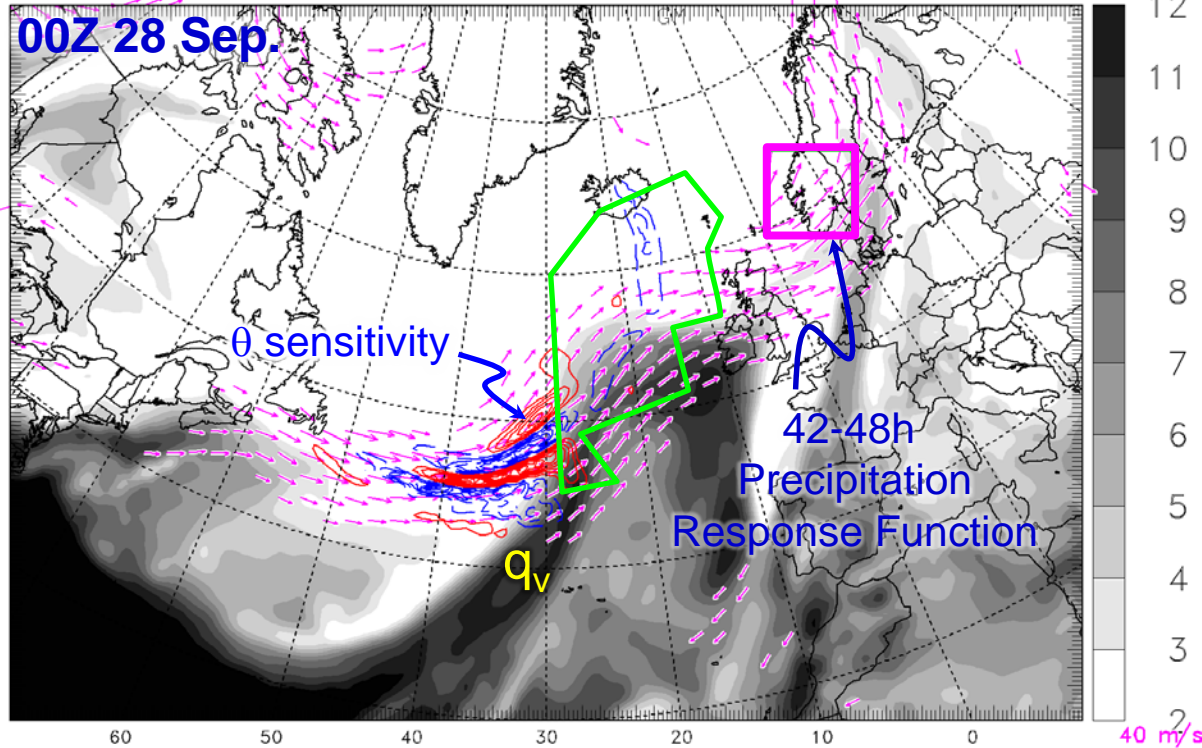 00Z 28 Sep.
GM
θ sensitivity
42-48h
Precipitation
Response Function
qv
12
11
10
9
8
7
6
5
4
3
2
60 50 40 30 20 10 0
40 m/s